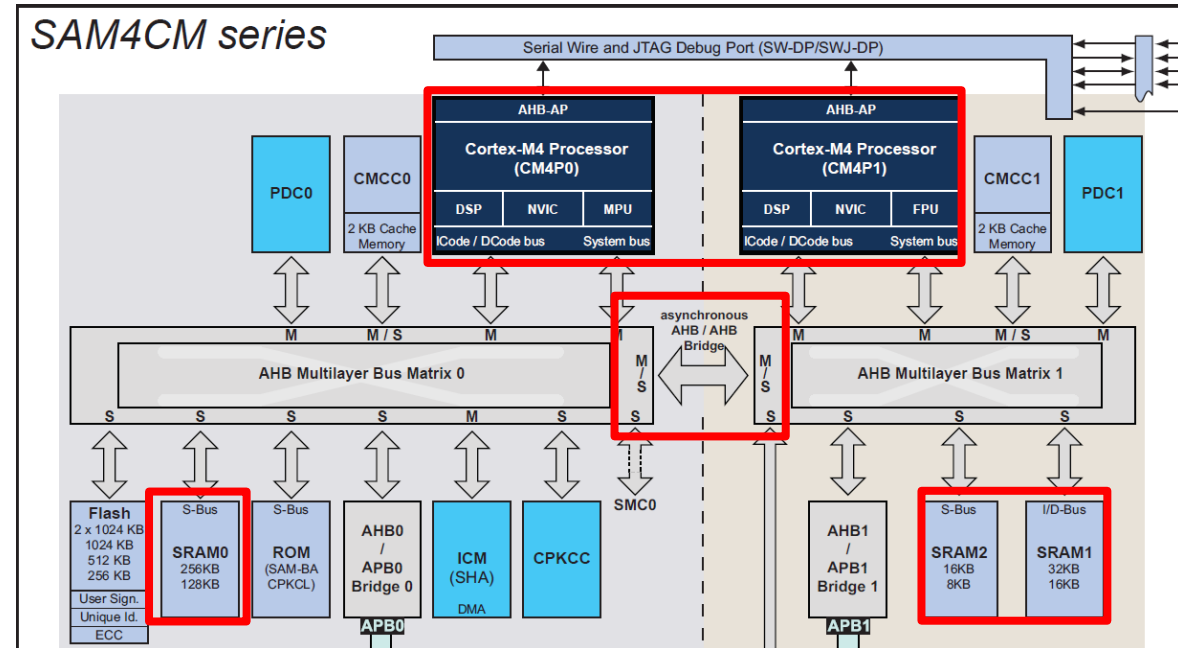 SAM4CM series
Serial Wire and JTAG Debug Port (SW-DP/SWJ-DP)
AHB-AP
Cortex-M4 Processor
(CM4P0)
DSP
NVIC
MPU
ICode / DCode bus
System bus
AHB-AP
Cortex-M4 Processor
(CM4P1)
DSP
NVIC
FPU
ICode / DCode bus
System bus
PDC0
CMCC0
2 KB Cache
Memory
CMCC1
2 KB Cache
Memory
PDC1
asynchronous
AHB / AHB
Bridge
M
M / S
M
M
M
/
S
AHB Multilayer Bus Matrix 0
S
S
S
S
M
S
S
M
M
M / S
M
M
/
S
AHB Multilayer Bus Matrix 1
S
S
S
S
Flash
2 x 1024 KB
1024 KB
512 KB
256 KB
User Sign.
Unique Id.
ECC
S-Bus
SRAM0
256KB
128KB
S-Bus
ROM
(SAM-BA
CPKCL)
AHB0
/
APB0
Bridge 0
APB0
ICM
(SHA)
DMA
CPKCC
SMC0
AHB1
/
APB1
Bridge 1
APB1
S-Bus
SRAM2
16KB
8KB
I/D-Bus
SRAM1
32KB
16KB